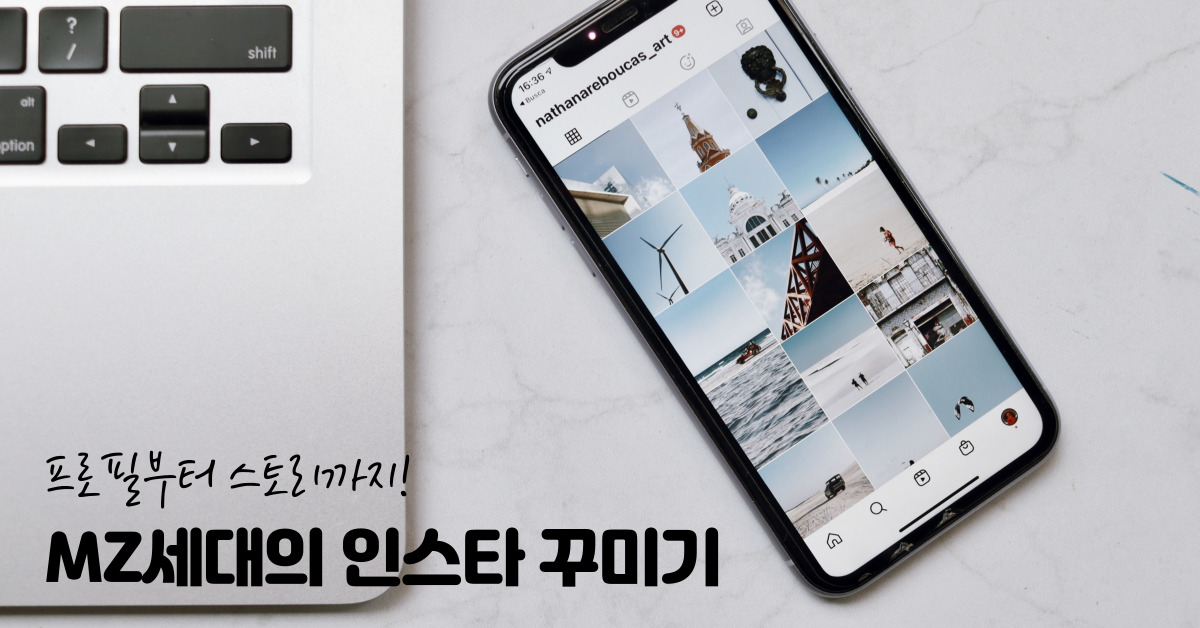 ?
/
shift
alt
ption
16:36
Busca
nathanareboucas_art
9+
프로필부터 스토리까지!
MZ세대의 인스타 꾸미기